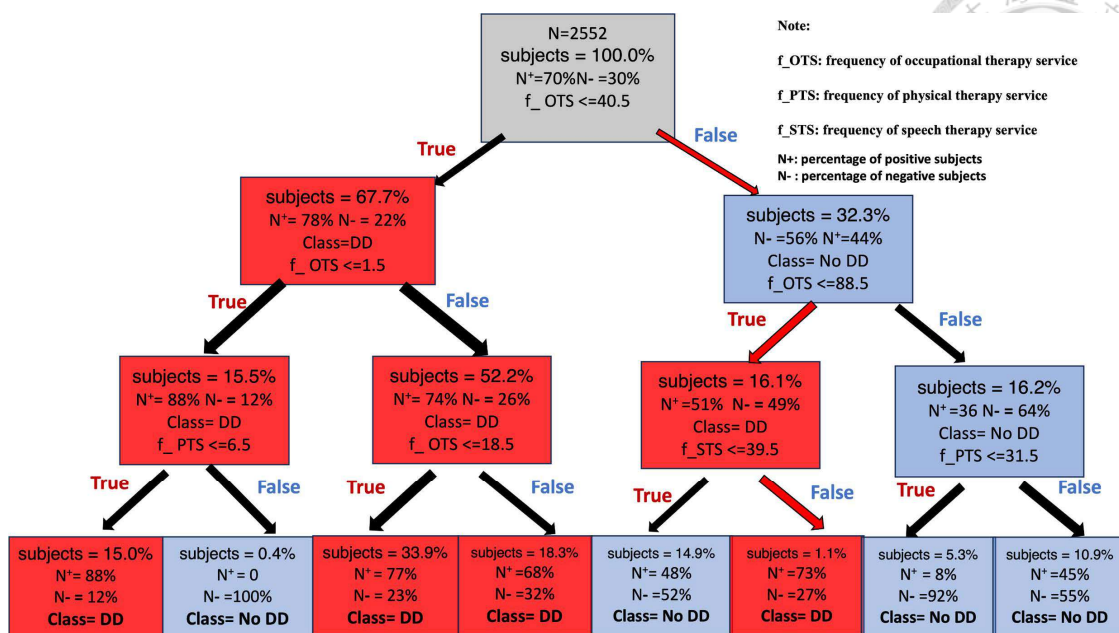 N=2552
subjects = 100.0%
N⁺=70%N- =30%
f_ OTS <=40.5
Note:
f_OTS: frequency of occupational therapy service
f_PTS: frequency of physical therapy service
f_STS: frequency of speech therapy service
N+: percentage of positive subjects
N- : percentage of negative subjects
True
False
subjects = 67.7%
N⁺= 78% N- = 22%
Class=DD
f_ OTS <=1.5
subjects = 32.3%
N- =56% N⁺=44%
Class= No DD
f_OTS <=88.5
True
False
True
False
subjects = 15.5%
N⁺= 88% N- = 12%
Class= DD
f_ PTS <=6.5
subjects = 52.2%
N⁺= 74% N- = 26%
Class= DD
f_ OTS <=18.5
subjects = 16.1%
N⁺=51% N- = 49%
Class= DD
f_STS <=39.5
subjects = 16.2%
N⁺=36 N- = 64%
Class= No DD
f_PTS <=31.5
True
False
True
False
True
False
True
False
subjects = 15.0%
N⁺= 88%
N- = 12%
Class= DD
subjects = 0.4%
N⁺= 0
N- =100%
Class= No DD
subjects = 33.9%
N⁺= 77%
N- = 23%
Class= DD
subjects = 18.3%
N⁺=68%
N- = 32%
Class= DD
subjects =14.9%
N⁺= 48%
N- =52%
Class= No DD
subjects = 1.1%
N⁺= 73%
N- =27%
Class= DD
subjects = 5.3%
N⁺= 8%
N- =92%
Class= No DD
subjects = 10.9%
N⁺=45%
N- =55%
Class= No DD